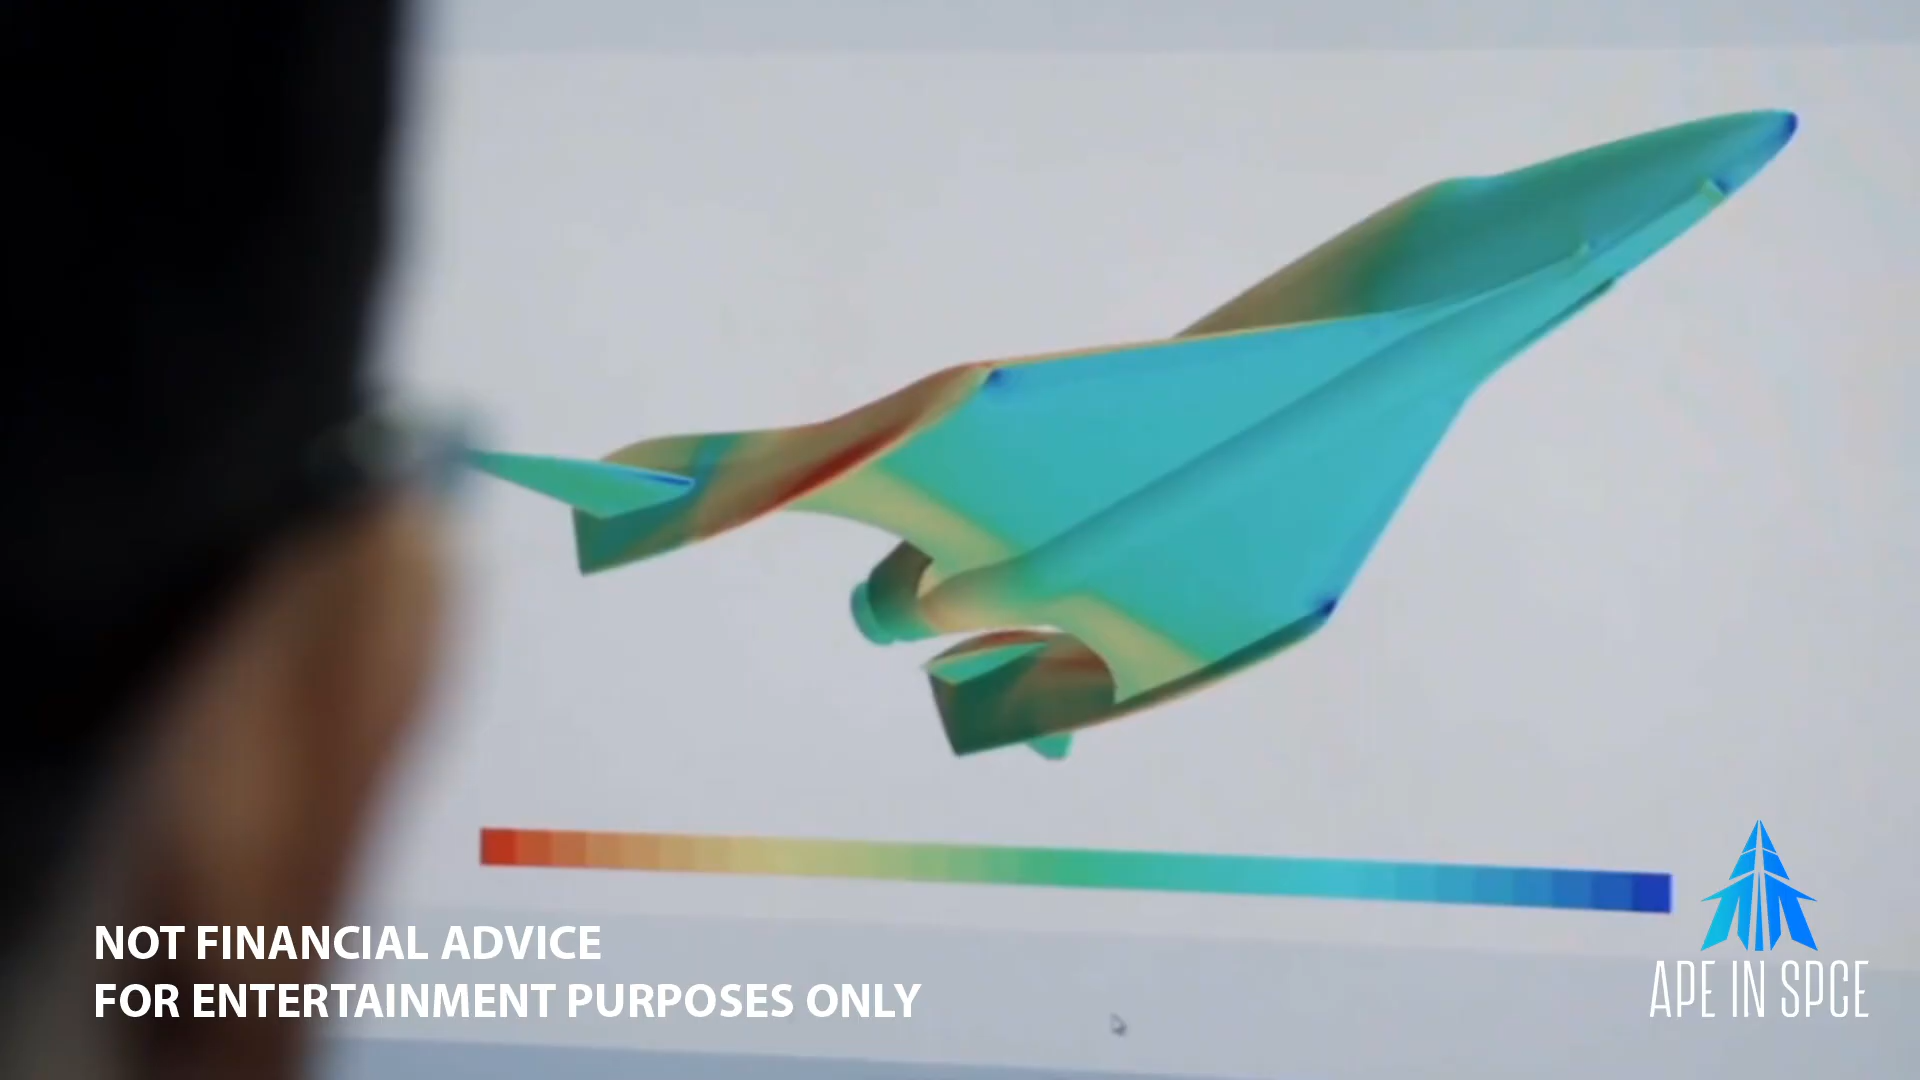 NOT FINANCIAL ADVICE
FOR ENTERTAINMENT PURPOSES ONLY
APE IN SPCE